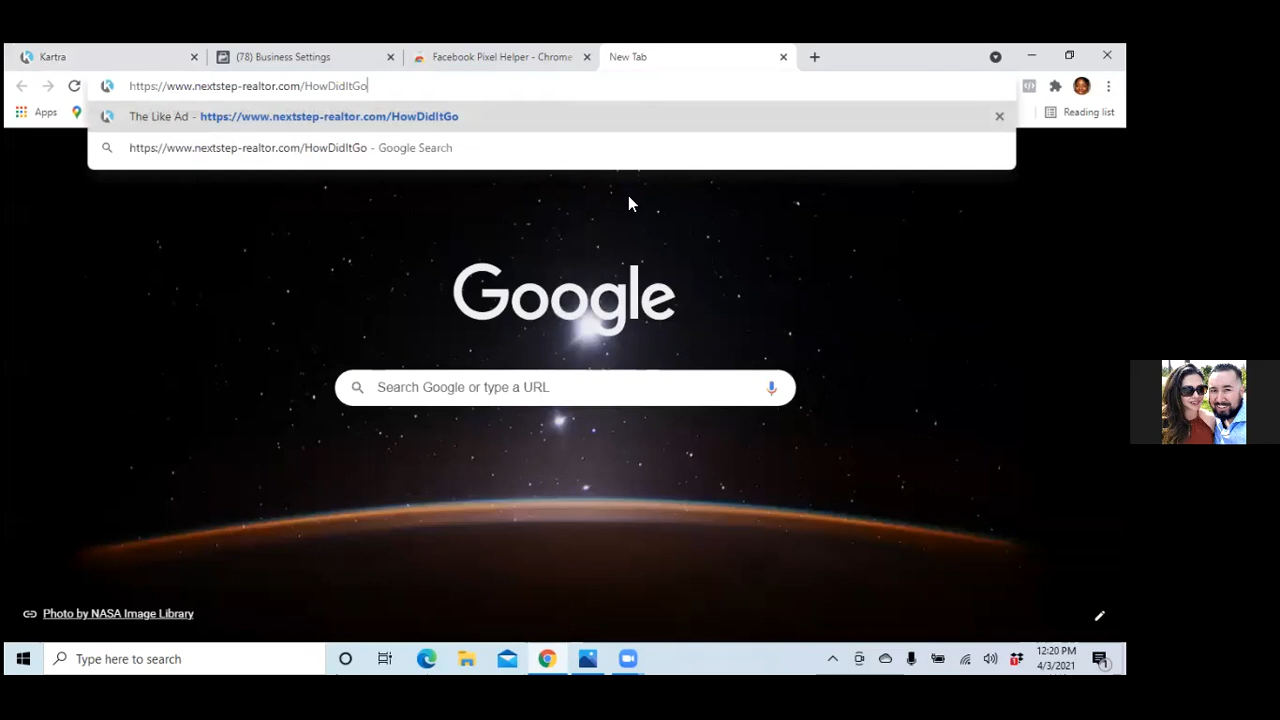 Kartra
(78) Business Settings
Facebook Pixel Helper - Chrome
New Tab
https://www.nextstep-realtor.com/HowDidItGo
Apps
Reading list
The Like Ad - https://www.nextstep-realtor.com/HowDidItGo
https://www.nextstep-realtor.com/HowDidItGo - Google Search
Google
Search Google or type a URL
Photo by NASA Image Library
Type here to search
12:20 PM
4/3/2021